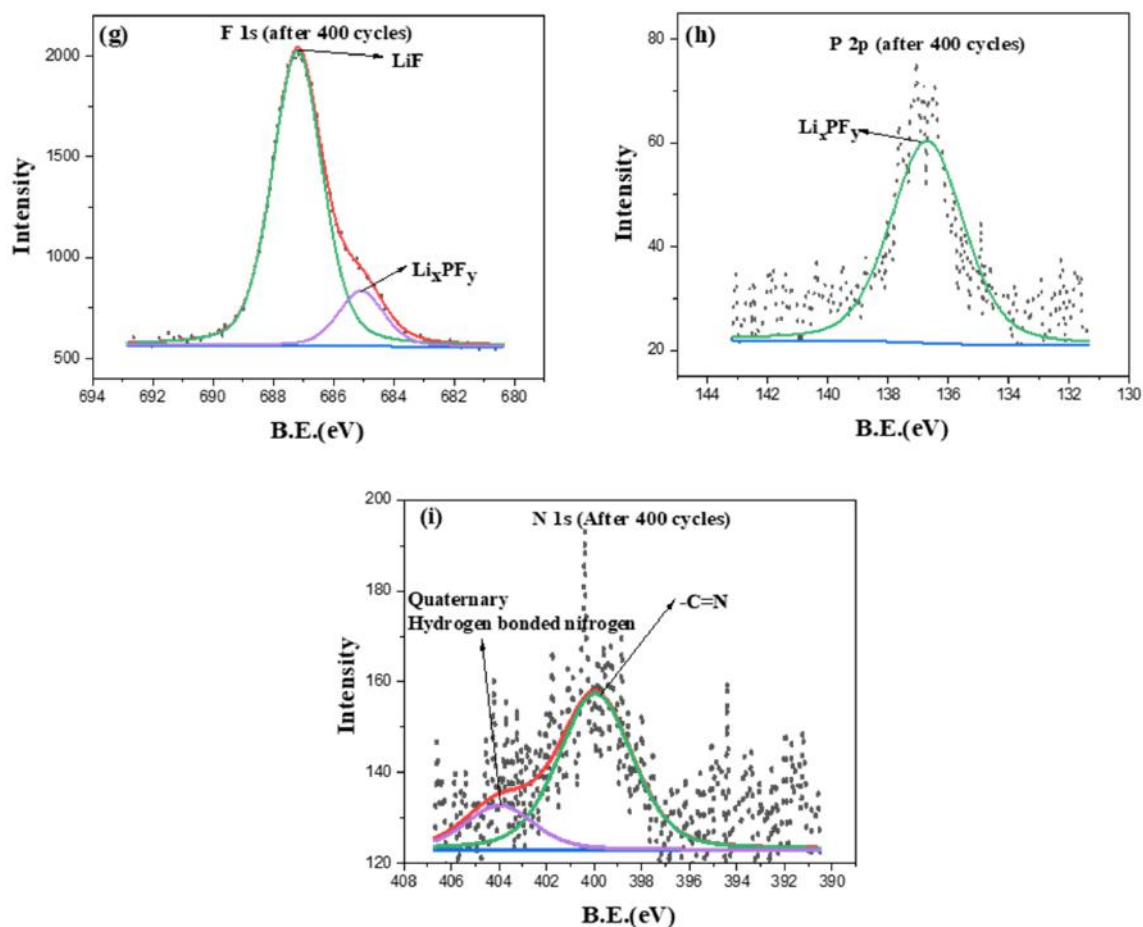 (g)
F 1s (after 400 cycles)
LiF
LiₓPFᵧ
Intensity
2000
1500
1000
500
694
692
690
688
686
684
682
680
B.E.(eV)
(h)
P 2p (after 400 cycles)
LiₓPFᵧ
Intensity
80
60
40
20
144
142
140
138
136
134
132
130
B.E.(eV)
(i)
N 1s (After 400 cycles)
Quaternary
Hydrogen bonded nitrogen
-C=N
Intensity
200
180
160
140
120
408
406
404
402
400
398
396
394
392
390
B.E.(eV)